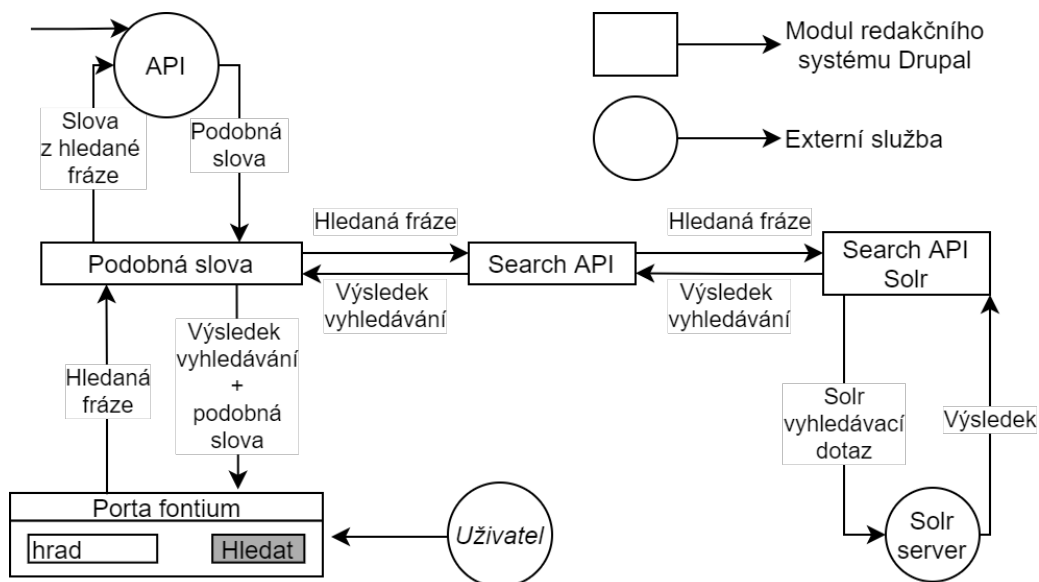 API
Modul redakčního
systému Drupal
Slova
z hledané
fráze
Podobná
slova
Externí služba
Hledaná fráze
Hledaná fráze
Podobná slova
Search API
Search API
Solr
Výsledek
vyhledávání
Výsledek
vyhledávání
Hledaná
fráze
Výsledek
vyhledávání
+
podobná
slova
Solr
vyhledávací
dotaz
Výsledek
Porta fontium
hrad
Hledat
Uživatel
Solr
server